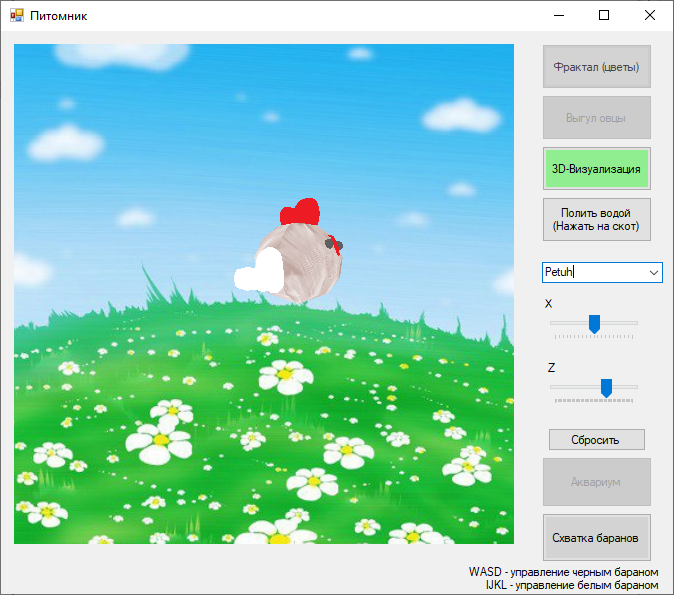 Питомник
Фрактал (цветы)
Выгул овцы
3D-Визуализация
Полить водой
(Нажать на скот)
Petuh
X
Z
Сбросить
Аквариум
Схватка баранов
WASD - управление черным бараном
IJKL - управление белым бараном